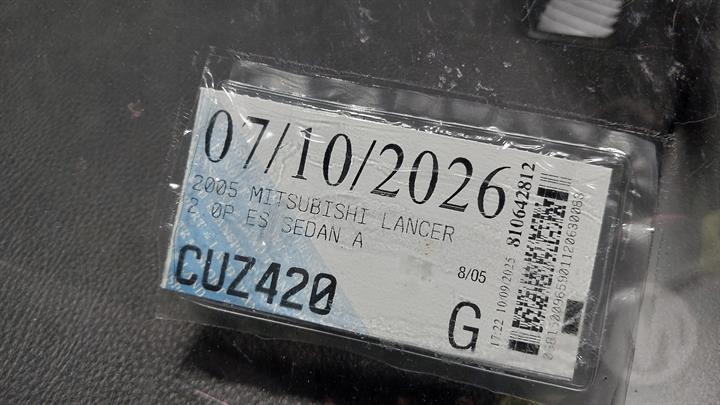 07/10/2026
2005 MITSUBISHI LANCER
2.0P ES SEDAN A
8/05
CUZ420
G
17:22 10/09/2025 810642812